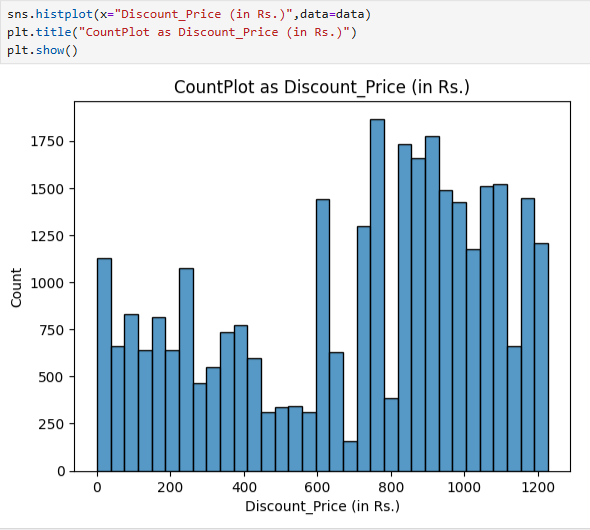 sns.histplot(x="Discount_Price (in Rs.)",data=data)
plt.title("CountPlot as Discount_Price (in Rs.)")
plt.show()
CountPlot as Discount_Price (in Rs.)
1750
1500
1250
1000
750
500
250
0
Count
0 200 400 600 800 1000 1200
Discount_Price (in Rs.)